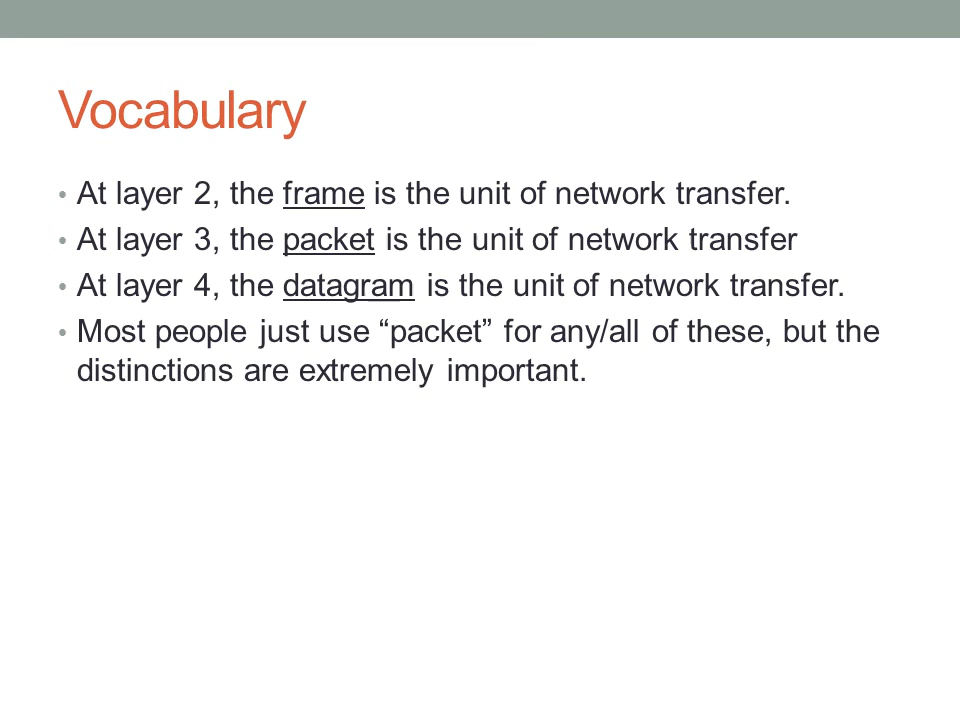 Vocabulary
• At layer 2, the frame is the unit of network transfer.
• At layer 3, the packet is the unit of network transfer
• At layer 4, the datagram is the unit of network transfer.
• Most people just use “packet” for any/all of these, but the
distinctions are extremely important.